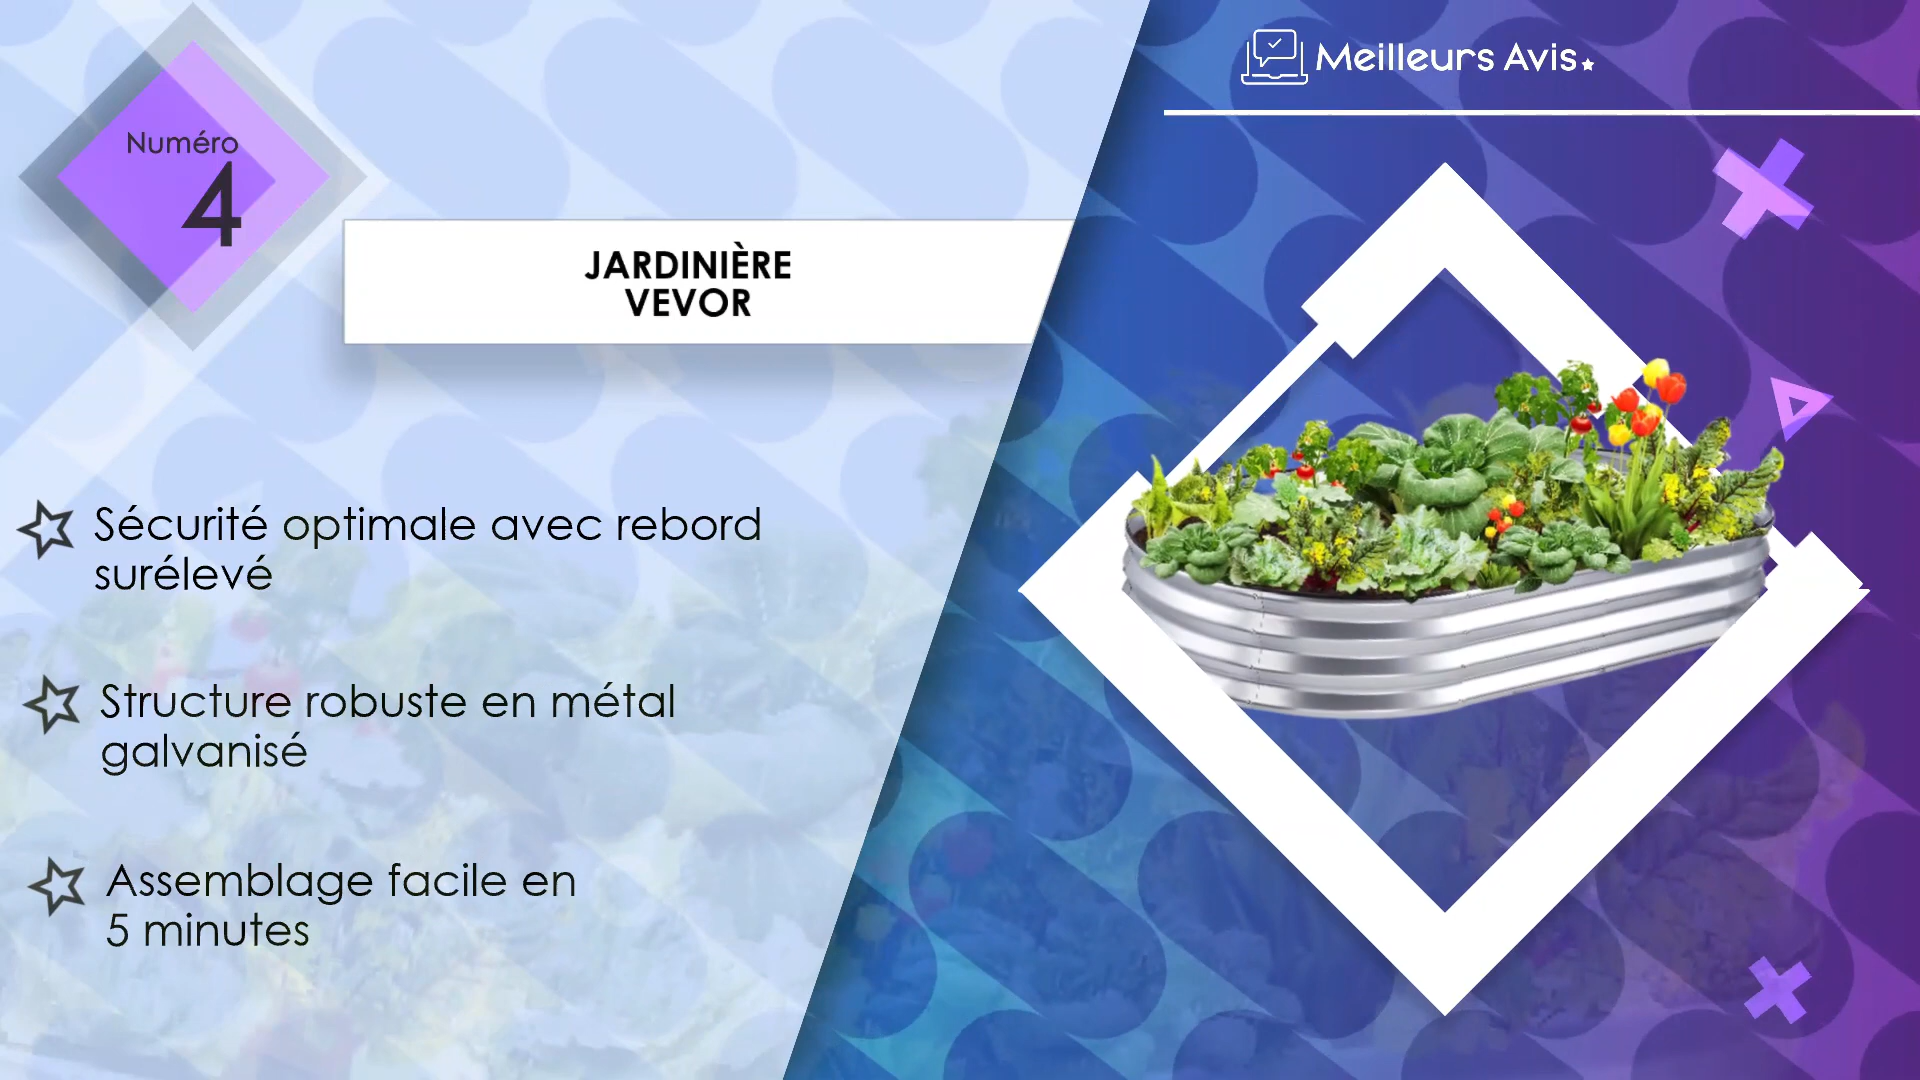 Numéro
4
JARDINIÈRE
VEVOR
Sécurité optimale avec rebord
surélevé
Structure robuste en métal
galvanisé
Assemblage facile en
5 minutes
Meilleurs Avis